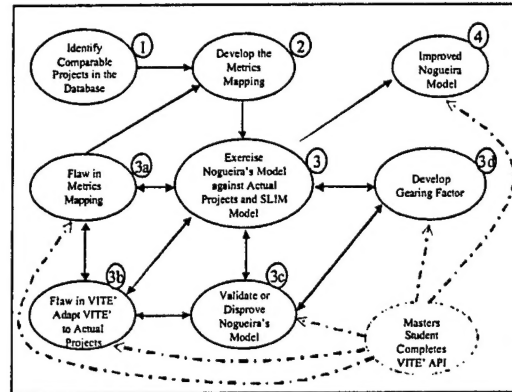 1
Identify
Comparable
Projects in the
Database
2
Develop the
Metrics
Mapping
4
Improved
Nogueira
Model
3a
Flaw in
Metrics
Mapping
3
Exercise
Nogueira's Model
against Actual
Projects and SLIM
Model
3d
Develop
Gearing Factor
3b
Flaw in VITE'
Adapt VITE'
to Actual
Projects
3c
Validate or
Disprove
Nogueira's
Model
Masters
Student
Completes
VITE' API